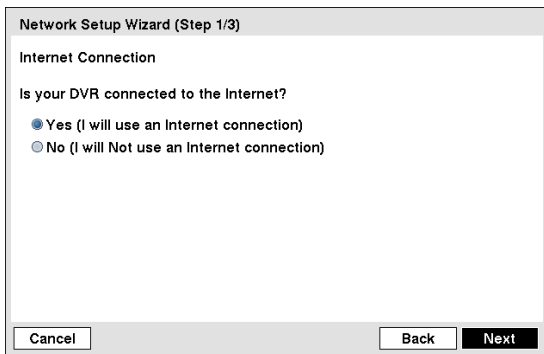 Network Setup Wizard (Step 1/3)
Internet Connection
Is your DVR connected to the Internet?
Yes (I will use an Internet connection)
No (I will Not use an Internet connection)
Cancel Back Next